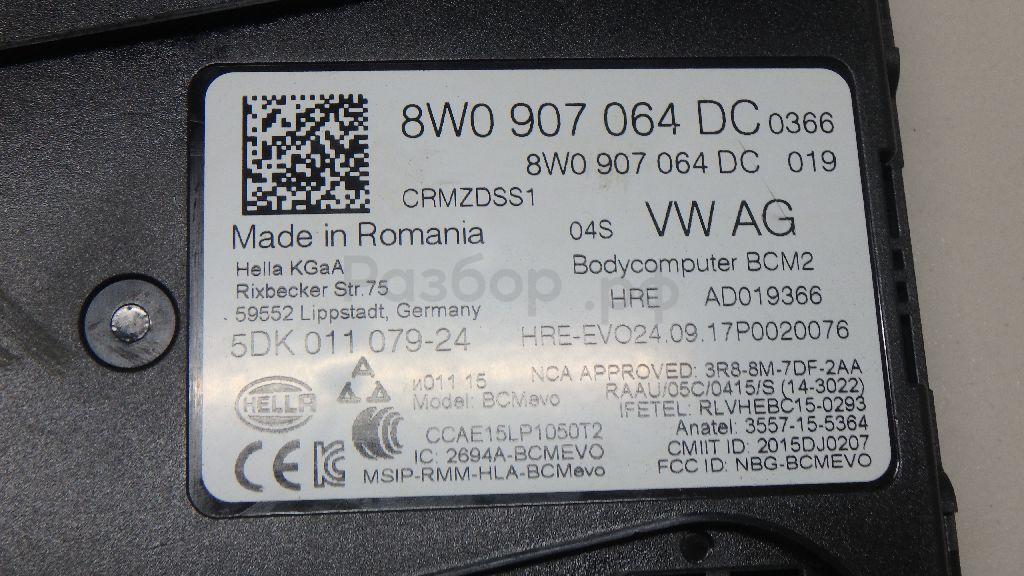 8W0 907 064 DC 0366
8W0 907 064 DC 019
CRMZDSS1
Made in Romania
04S VW AG
Hella KGaA
Rixbecker Str.75
59552 Lippstadt, Germany
Bodycomputer BCM2
HRE AD019366
5DK 011 079-24
HRE-EVO24.09.17P0020076
Разбор.рф
HELLA
и011 15
Model: BCMevo
NCA APPROVED: 3R8-8M-7DF-2AA
RAAU/05C/0415/S (14-3022)
IFETEL: RLVHEBC15-0293
Anatel: 3557-15-5364
CMIIT ID: 2015DJ0207
FCC ID: NBG-BCMEVO
CCAE15LP1050T2
IC: 2694A-BCMEVO
MSIP-RMM-HLA-BCMevo
CE